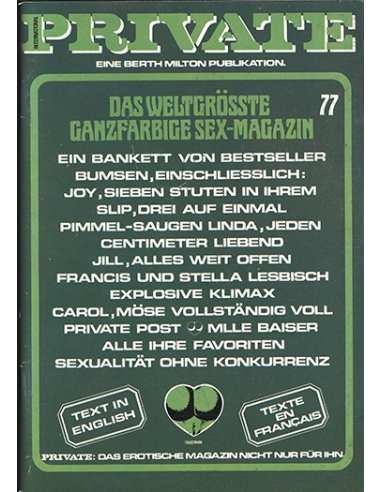 PRIVATE
EINE BERTH MILTON PUBLIKATION.
DAS WELTGRÖSSTE 77
GANZFARBIGE SEX-MAGAZIN
EIN BANKETT VON BESTSELLER
BUMSEN, EINSCHLIESSLICH:
JOY, SIEBEN STUTEN IN IHREM
SLIP, DREI AUF EINMAL
PIMMEL-SAUGEN LINDA, JEDEN
CENTIMETER LIEBEND
JILL, ALLES WEIT OFFEN
FRANCIS UND STELLA LESBISCH
EXPLOSIVE KLIMAX
CAROL, MÖSE VOLLSTÄNDIG VOLL
PRIVATE POST MLLE BAISER
ALLE IHRE FAVORITEN
SEXUALITÄT OHNE KONKURRENZ
TEXT IN
ENGLISH
TEXTE
EN
FRANÇAIS
TRADEMARK
PRIVATE: DAS EROTISCHE MAGAZIN NICHT NUR FÜR IHN.